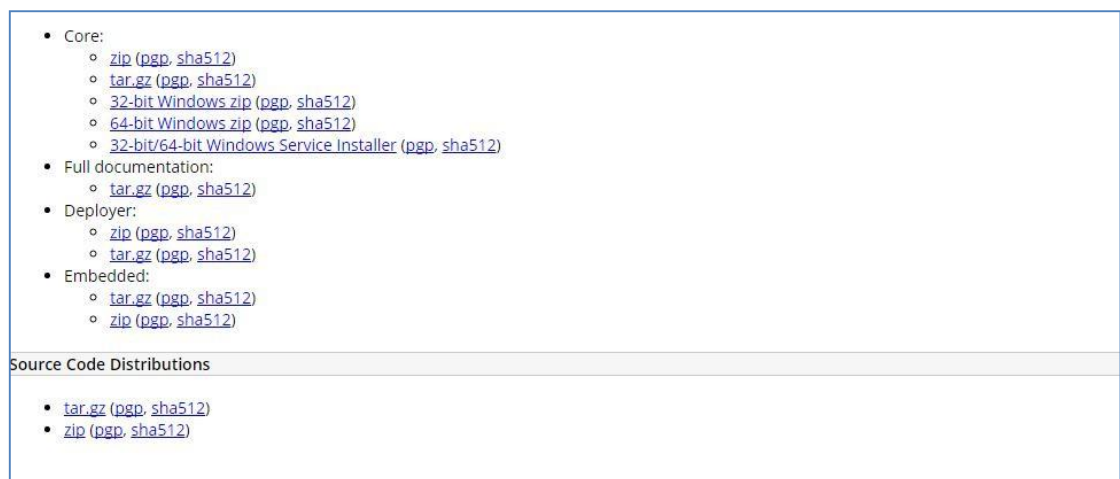 Core:
zip (pgp, sha512)
tar.gz (pgp, sha512)
32-bit Windows zip (pgp, sha512)
64-bit Windows zip (pgp, sha512)
32-bit/64-bit Windows Service Installer (pgp, sha512)
Full documentation:
tar.gz (pgp, sha512)
Deployer:
zip (pgp, sha512)
tar.gz (pgp, sha512)
Embedded:
tar.gz (pgp, sha512)
zip (pgp, sha512)
Source Code Distributions
tar.gz (pgp, sha512)
zip (pgp, sha512)